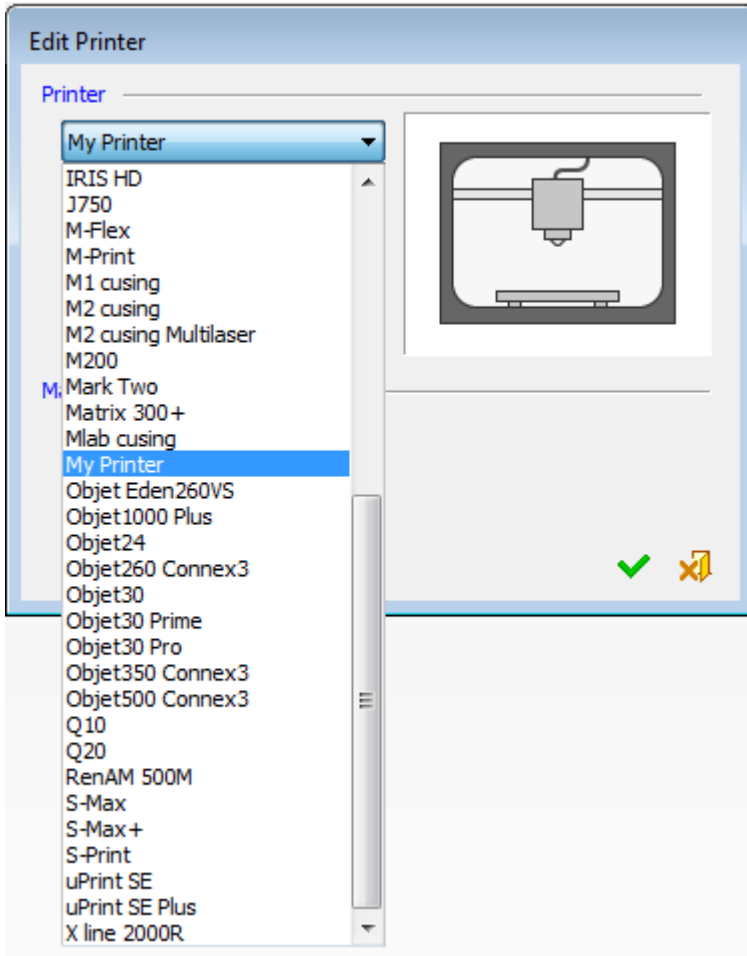 Edit Printer
Printer
My Printer
IRIS HD
J750
M-Flex
M-Print
M1 cusing
M2 cusing
M2 cusing Multilaser
M200
Mark Two
Matrix 300+
Mlab cusing
My Printer
Objet Eden260VS
Objet1000 Plus
Objet24
Objet260 Connex3
Objet30
Objet30 Prime
Objet30 Pro
Objet350 Connex3
Objet500 Connex3
Q10
Q20
RenAM 500M
S-Max
S-Max+
S-Print
uPrint SE
uPrint SE Plus
X line 2000R